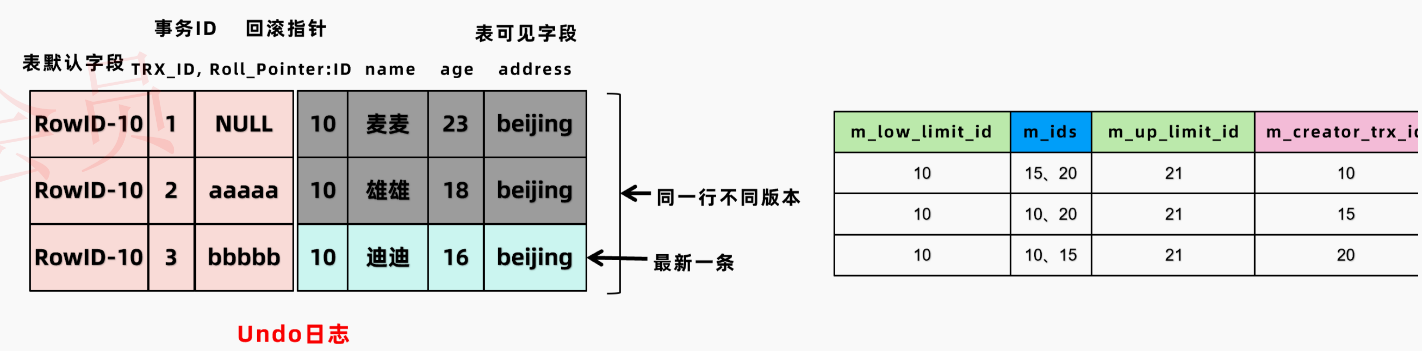 事务ID 回滚指针 表可见字段
表默认字段 TRX_ID, Roll_Pointer:ID name age address
RowID-10 1 NULL 10 麦麦 23 beijing
RowID-10 2 aaaaa 10 雄雄 18 beijing
RowID-10 3 bbbbb 10 迪迪 16 beijing
同一行不同版本
最新一条
Undo日志
m_low_limit_id m_ids m_up_limit_id m_creator_trx_id
10 15、20 21 10
10 10、20 21 15
10 10、15 21 20
会员